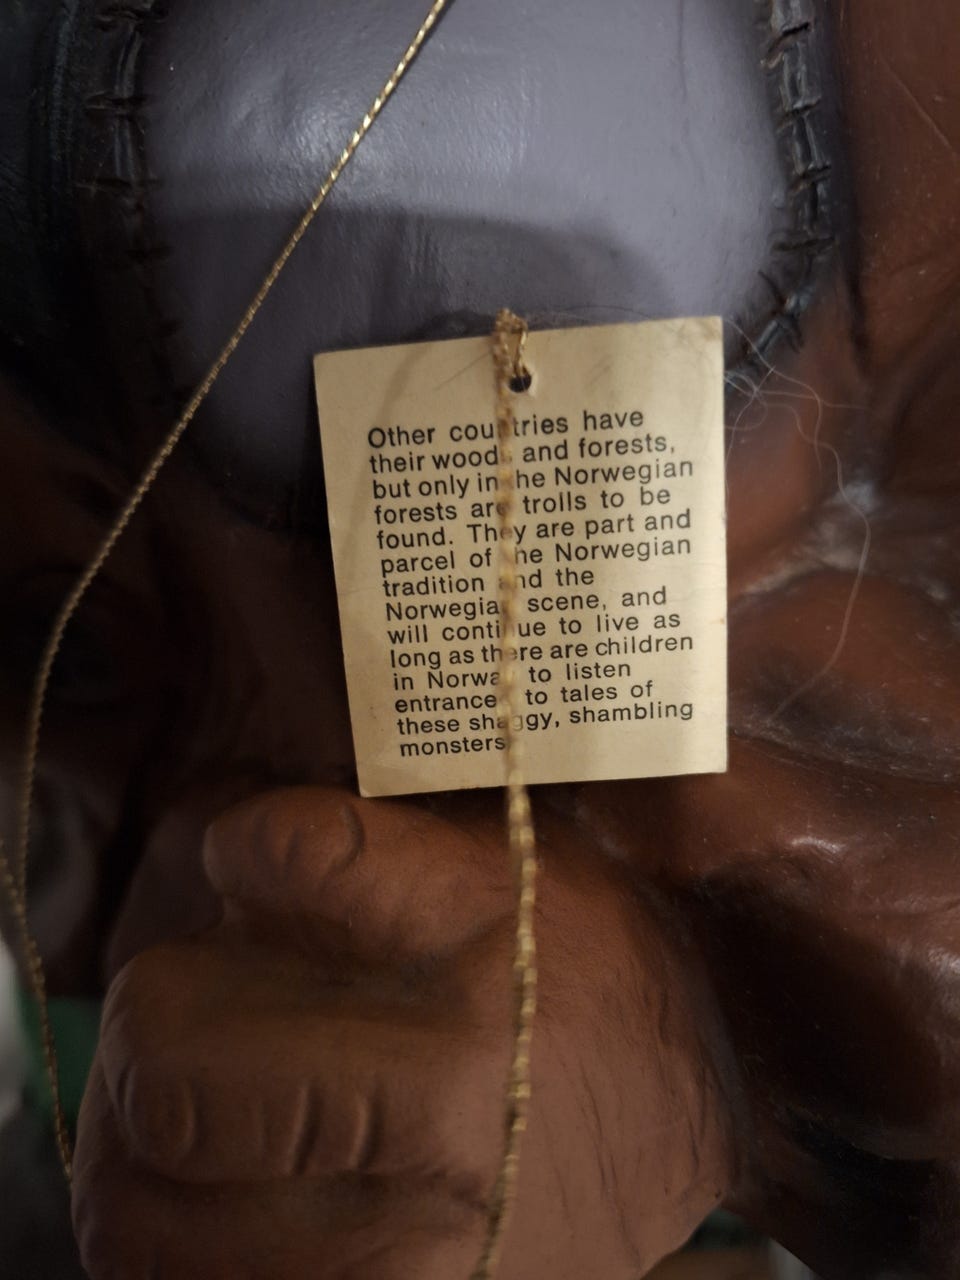 Other countries have
their woods and forests,
but only in the Norwegian
forests are trolls to be
found. They are part and
parcel of the Norwegian
tradition and the
Norwegian scene, and
will continue to live as
long as there are children
in Norway to listen
entranced to tales of
these shaggy, shambling
monsters.